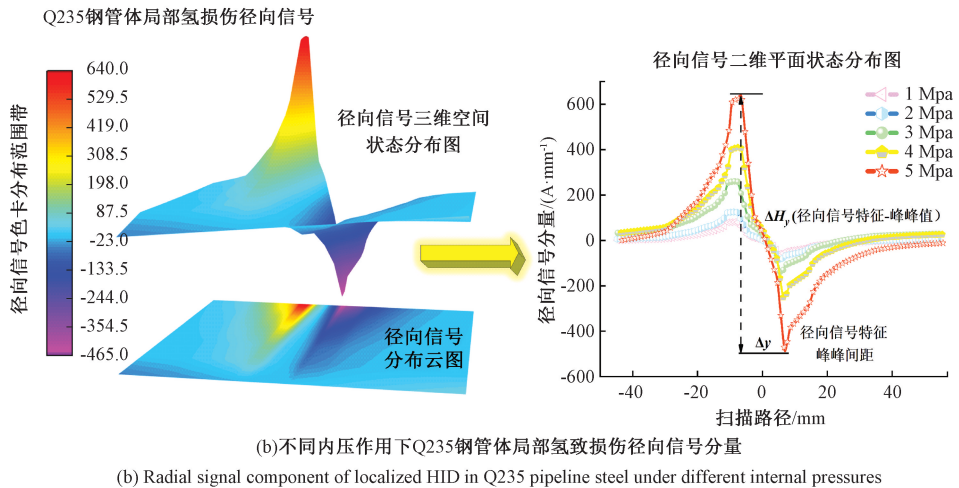 Q235钢管体局部氢损伤径向信号
径向信号色卡分布范围带
640.0
529.5
419.0
308.5
198.0
87.5
-23.0
-133.5
-244.0
-354.5
-465.0
径向信号三维空间
状态分布图
径向信号
分布云图
径向信号二维平面状态分布图
径向信号分量/(A·mm⁻¹)
600
400
200
0
-200
-400
-600
1 Mpa
2 Mpa
3 Mpa
4 Mpa
5 Mpa
ΔHy (径向信号特征-峰峰值)
Δy
径向信号特征
峰峰间距
-40 -20 0 20 40
扫描路径/mm
(b)不同内压作用下Q235钢管体局部氢致损伤径向信号分量
(b) Radial signal component of localized HID in Q235 pipeline steel under different internal pressures